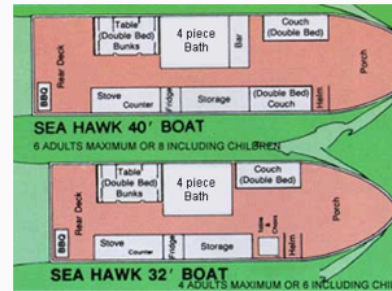 Table
(Double Bed)
Bunks
4 piece
Bath
Bar
Couch
(Double Bed)
Rear Deck
Porch
BBQ
Stove
Counter
Fridge
Storage
(Double Bed)
Couch
Helm
SEA HAWK 40' BOAT
6 ADULTS MAXIMUM OR 8 INCLUDING CHILDREN
Table
(Double Bed)
Bunks
4 piece
Bath
Couch
(Double Bed)
Rear Deck
Porch
BBQ
Stove
Counter
Fridge
Storage
Table
&
Chairs
Helm
SEA HAWK 32' BOAT
4 ADULTS MAXIMUM OR 6 INCLUDING CHI